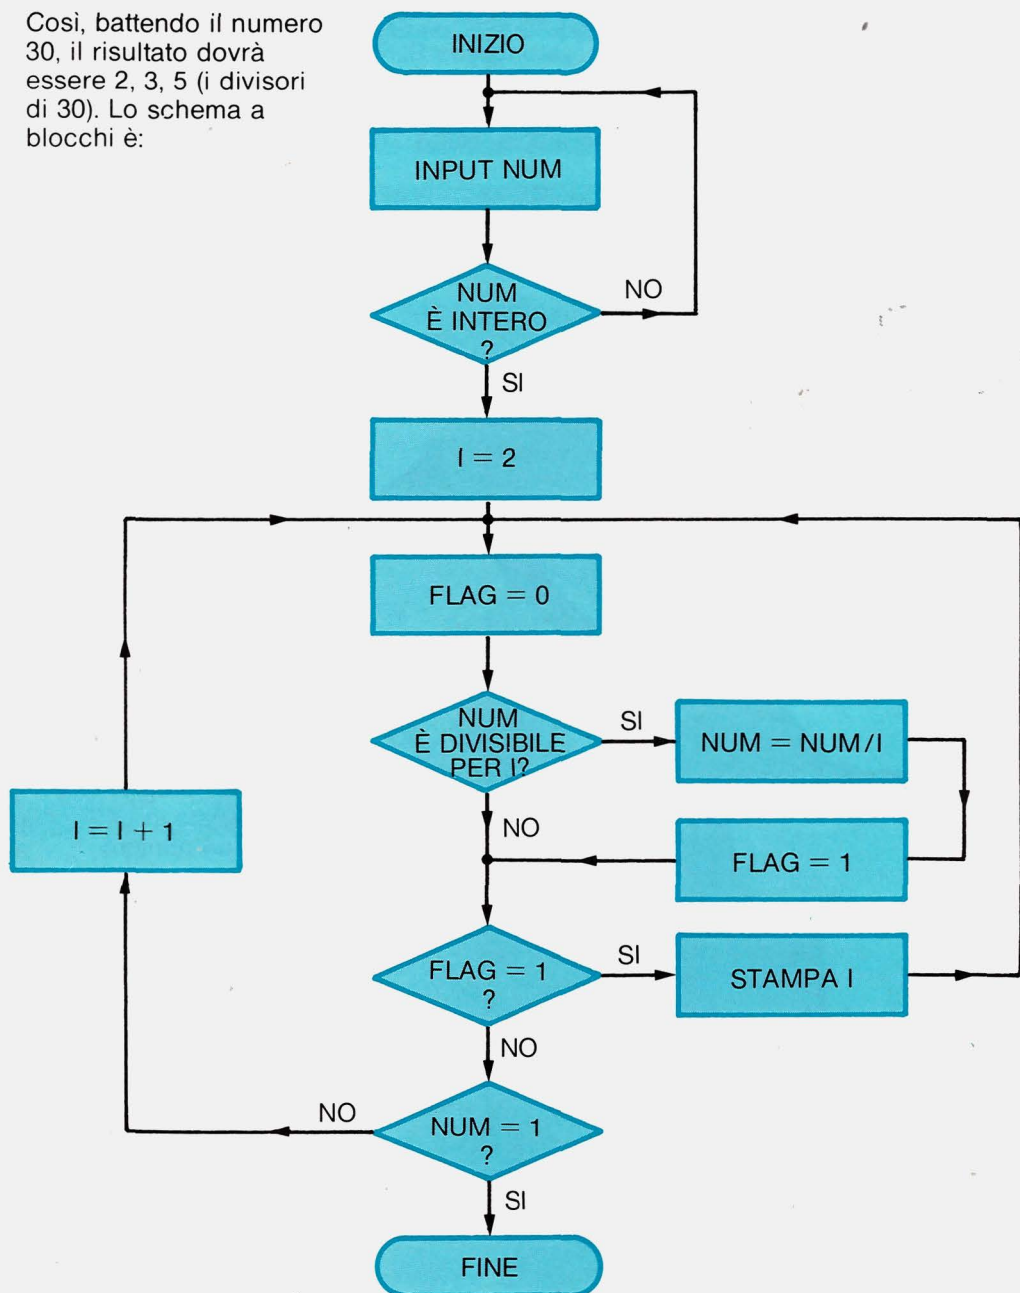 Così, battendo il numero
30, il risultato dovrà
essere 2, 3, 5 (i divisori
di 30). Lo schema a
blocchi è:
INIZIO
INPUT NUM
NUM
È INTERO
?
NO
SI
I = 2
FLAG = 0
NUM
È DIVISIBILE
PER I?
SI
NUM = NUM/I
I = I + 1
NO
FLAG = 1
FLAG = 1
?
SI
STAMPA I
NO
NUM = 1
?
NO
SI
FINE